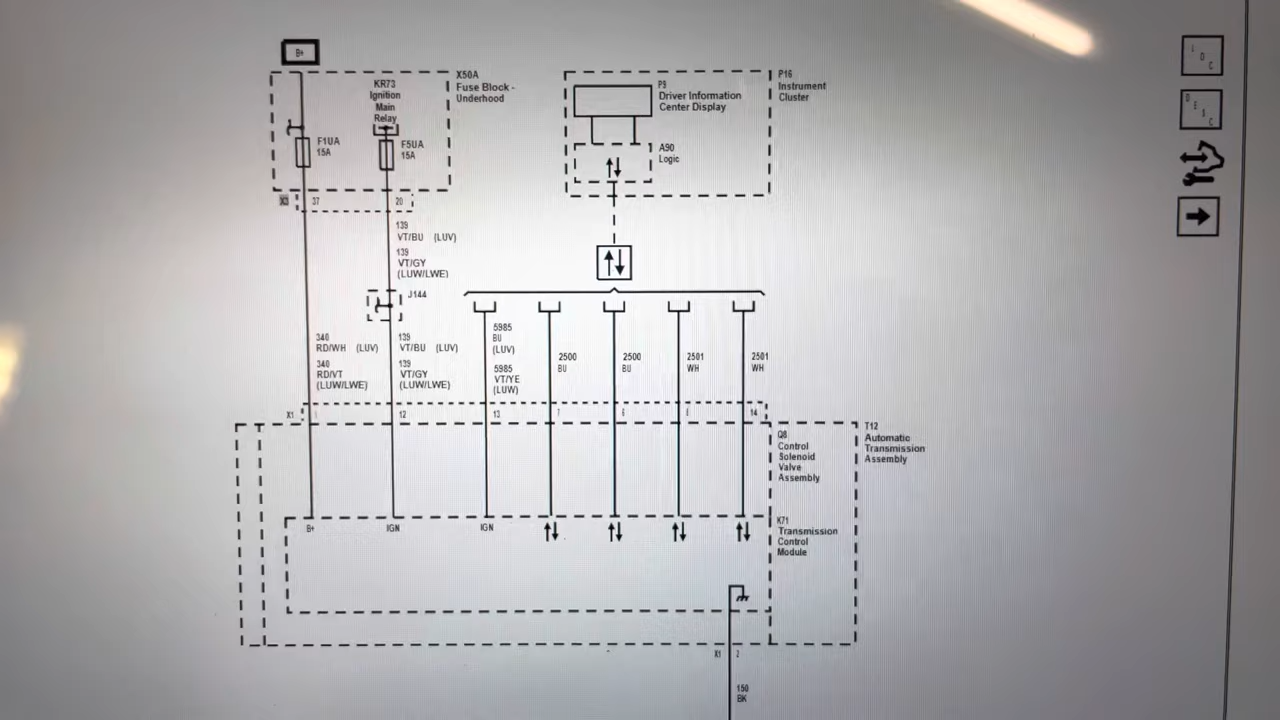 B+
X50A
Fuse Block -
Underhood
KR73
Ignition
Main
Relay
F1UA
15A
F5UA
15A
X3
37
20
P16
Instrument
Cluster
P9
Driver Information
Center Display
A90
Logic
L
O
C
D
E
S
C
139
VT/BU (LUV)
139
VT/GY
(LUW/LWE)
J144
340
RD/WH (LUV)
340
RD/VT
(LUW/LWE)
139
VT/BU (LUV)
139
VT/GY
(LUW/LWE)
5985
BU
(LUV)
5985
VT/YE
(LUW)
2500
BU
2500
BU
2501
WH
2501
WH
X1
1
12
13
7
6
8
14
Q8
Control
Solenoid
Valve
Assembly
T12
Automatic
Transmission
Assembly
B+
IGN
IGN
K71
Transmission
Control
Module
X1
2
150
BK